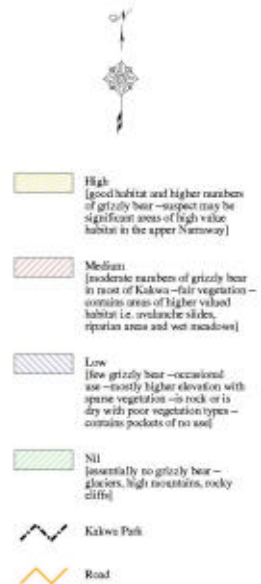 High
[good habitat and higher numbers
of grizzly bear –suspect may be
significant areas of high value
habitat in the upper Narraway]
Medium
[moderate numbers of grizzly bear
in most of Kakwa –fair vegetation –
contains areas of higher valued
habitat i.e. avalanche slides,
riparian areas and wet meadows]
Low
[few grizzly bear –occasional
use –mostly higher elevation with
sparse vegetation –is rock or is
dry with poor vegetation types –
contains pockets of no use]
Nil
[essentially no grizzly bear –
glaciers, high mountains, rocky
cliffs]
Kakwa Park
Road